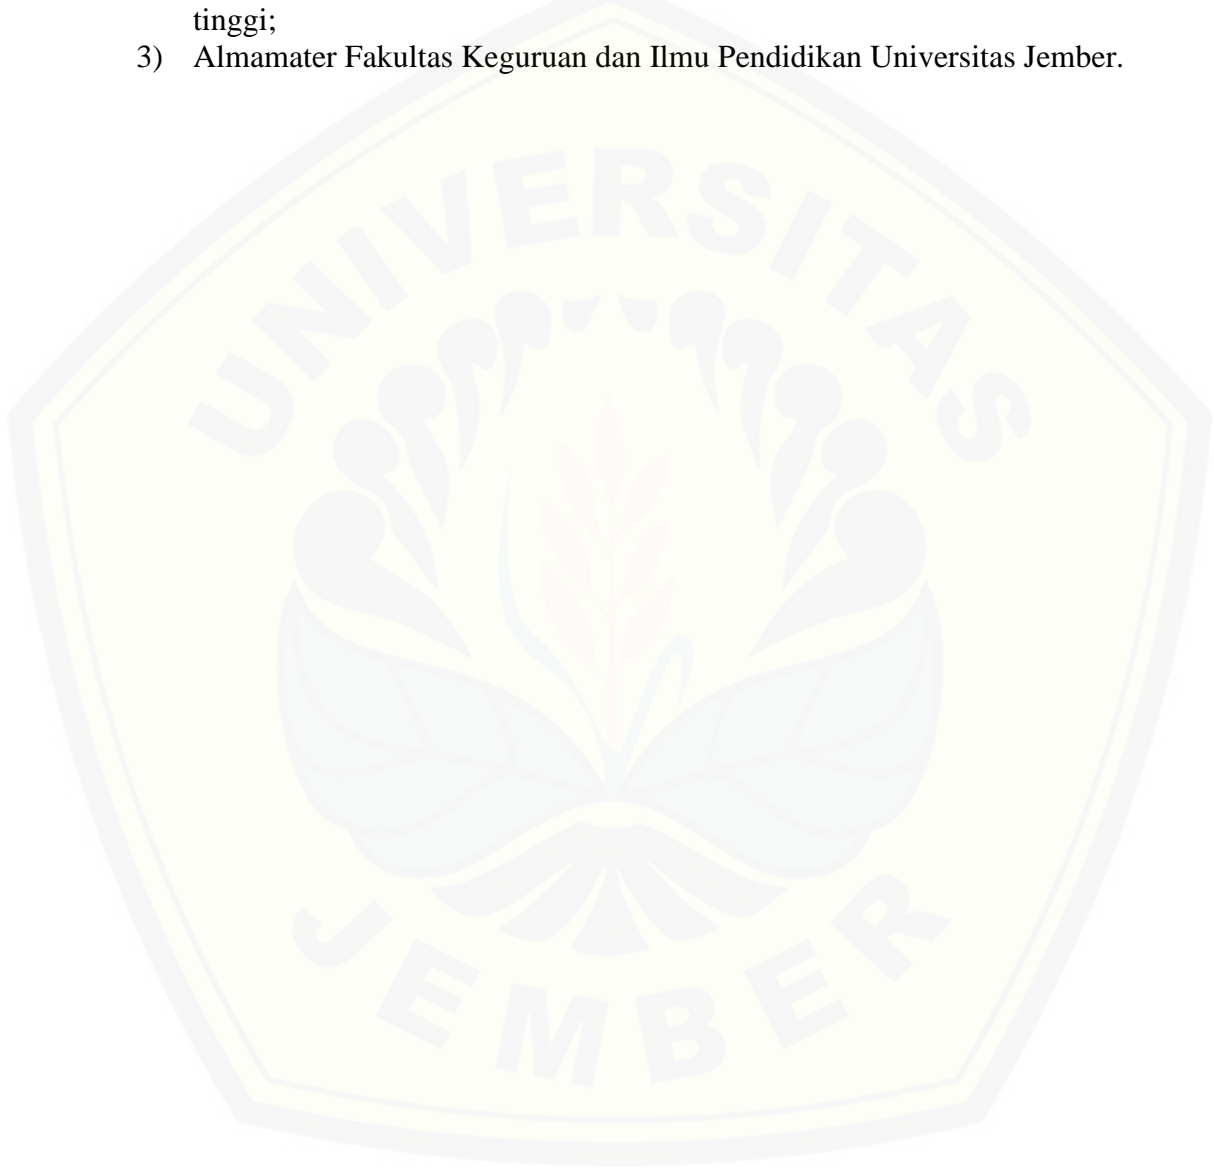 tinggi;
3) Almamater Fakultas Keguruan dan Ilmu Pendidikan Universitas Jember.
UNIVERSITAS
JEMBER